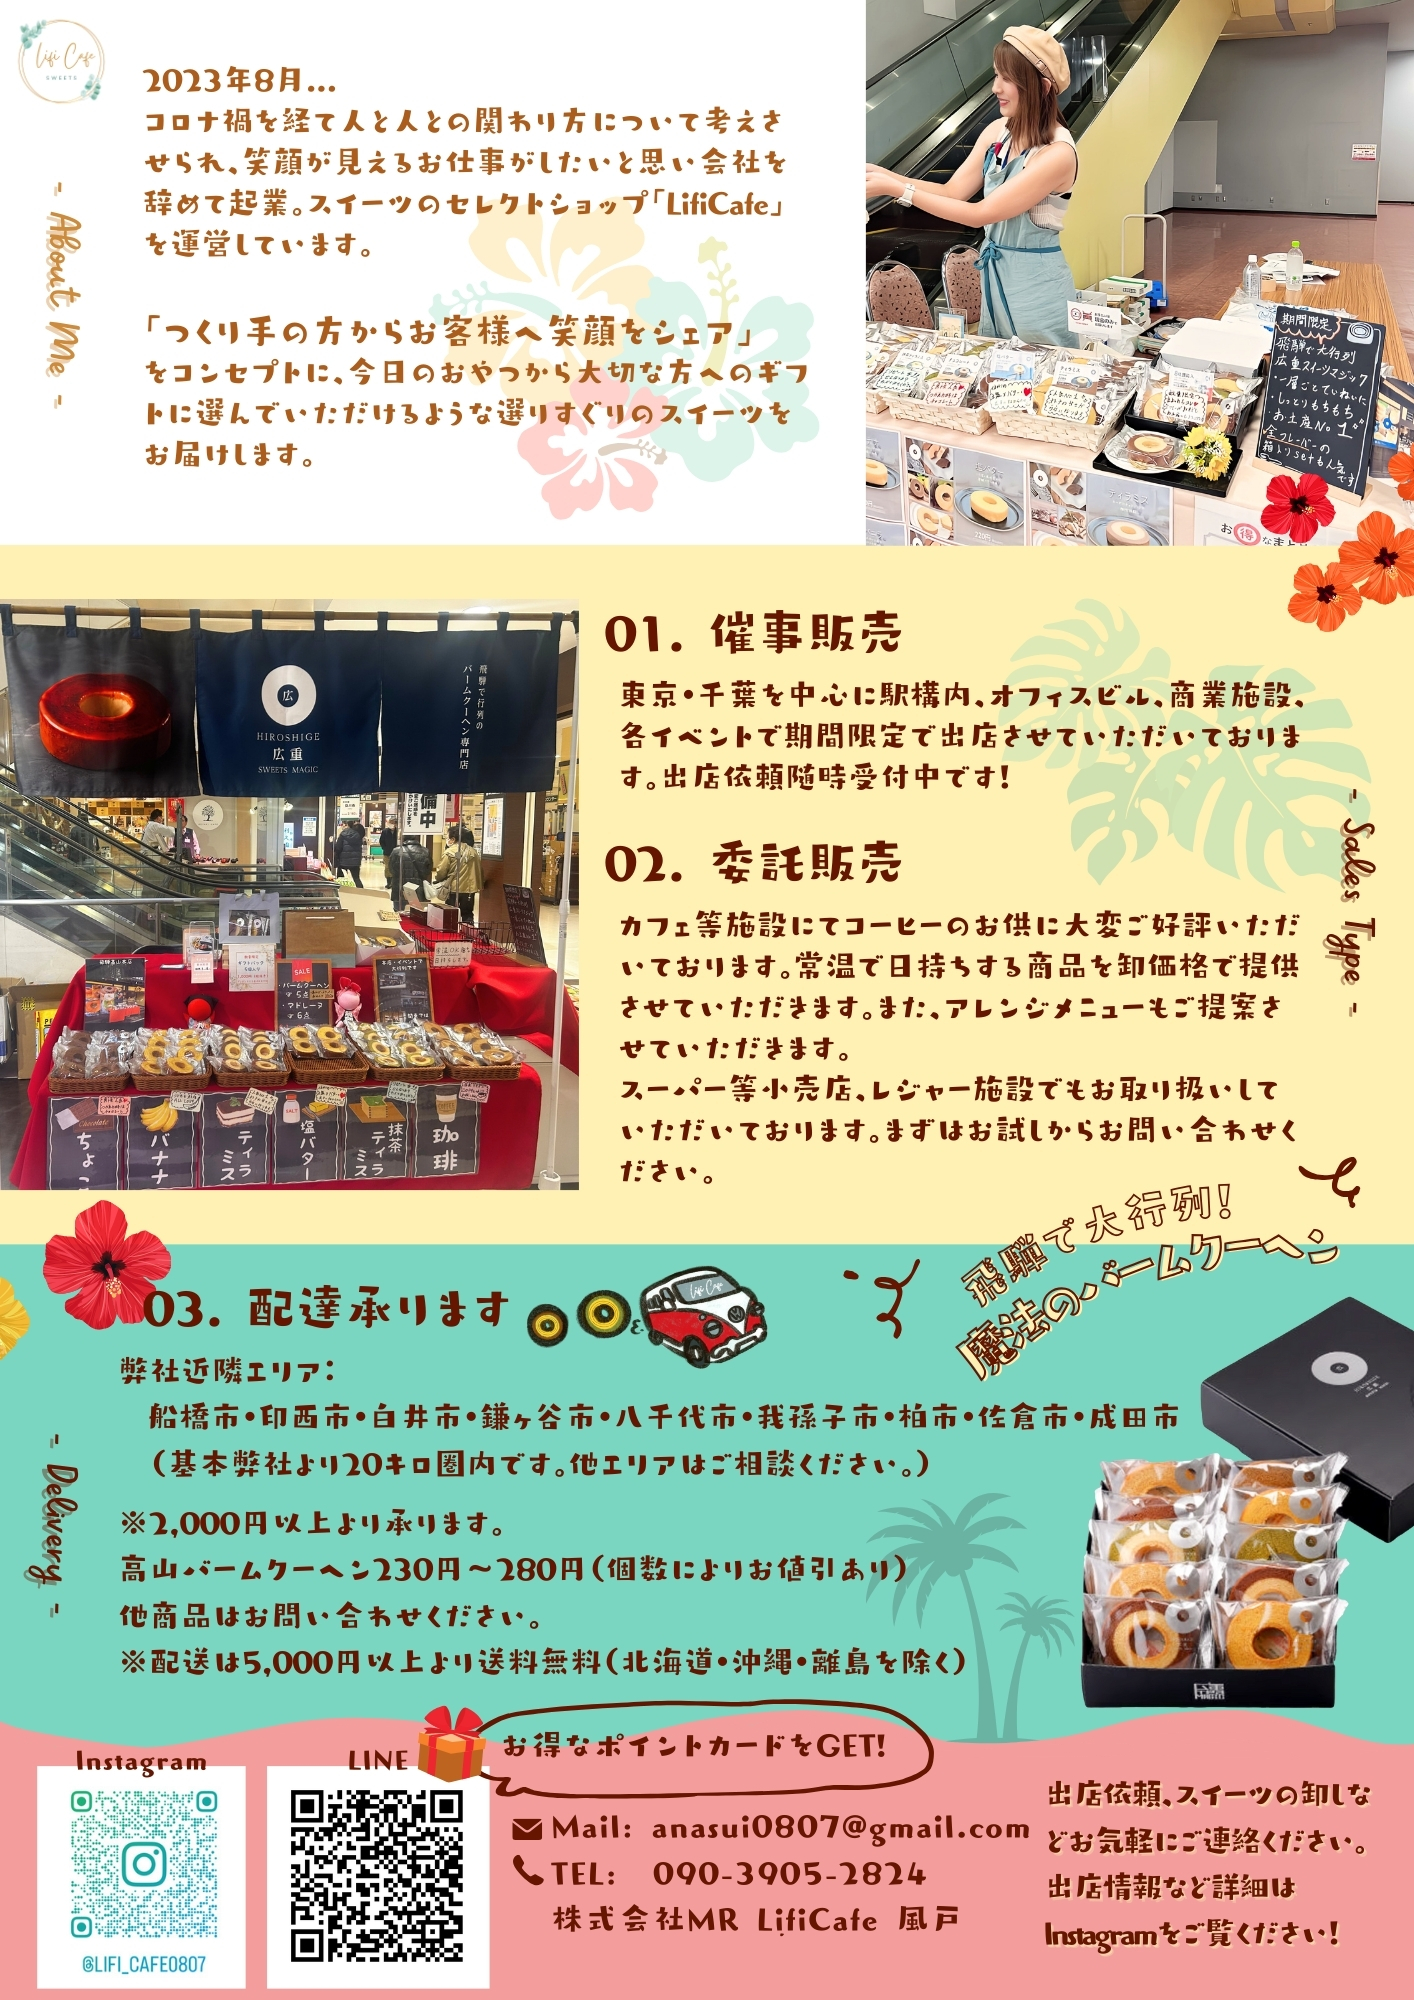 Lifi Cafe
SWEETS
- About Me -
2023年8月...
コロナ禍を経て人と人との関わり方について考えさ
せられ、笑顔が見えるお仕事がしたいと思い会社を
辞めて起業。スイーツのセレクトショップ「LifiCafe」
を運営しています。
「つくり手の方からお客様へ笑顔をシェア」
をコンセプトに、今日のおやつから大切な方へのギフ
トに選んでいただけるような選りすぐりのスイーツを
お届けします。
期間限定
飛騨で大行列
広重スイーツマジック
一層ごとていねいに
・しっとりもちもち
・お土産No1
全フレーバーの
箱入りsetも人気です
ティラミス
お得なまと
飛騨で行列の
バームクーヘン専門店
広
HIROSHIGE
広重
SWEETS MAGIC
備中
SALE
・バームクーヘン
5点
・マドレーヌ
6点
Chocolate
ちょこ
バナナ
ティラミス
SALT
塩バター
抹茶ティラミス
珈琲
01. 催事販売
東京・千葉を中心に駅構内、オフィスビル、商業施設、
各イベントで期間限定で出店させていただいておりま
す。出店依頼随時受付中です!
02. 委託販売
カフェ等施設にてコーヒーのお供に大変ご好評いただ
いております。常温で日持ちする商品を卸価格で提供
させていただきます。また、アレンジメニューもご提案さ
せていただきます。
スーパー等小売店、レジャー施設でもお取り扱いして
いただいております。まずはお試しからお問い合わせく
ださい。
- Sales Type -
飛騨で大行列!
魔法のバームクーヘン
03. 配達承ります
Lifi Cafe
弊社近隣エリア:
船橋市・印西市・白井市・鎌ヶ谷市・八千代市・我孫子市・柏市・佐倉市・成田市
(基本弊社より20キロ圏内です。他エリアはご相談ください。)
- Delivery -
※2,000円以上より承ります。
高山バームクーヘン230円~280円(個数によりお値引あり)
他商品はお問い合わせください。
※配送は5,000円以上より送料無料(北海道・沖縄・離島を除く)
Instagram
@LIFI_CAFE0807
LINE
お得なポイントカードをGET!
Mail: anasui0807@gmail.com
TEL: 090-3905-2824
株式会社MR LifiCafe 風戸
出店依頼、スイーツの卸しな
どお気軽にご連絡ください。
出店情報など詳細は
Instagramをご覧ください!